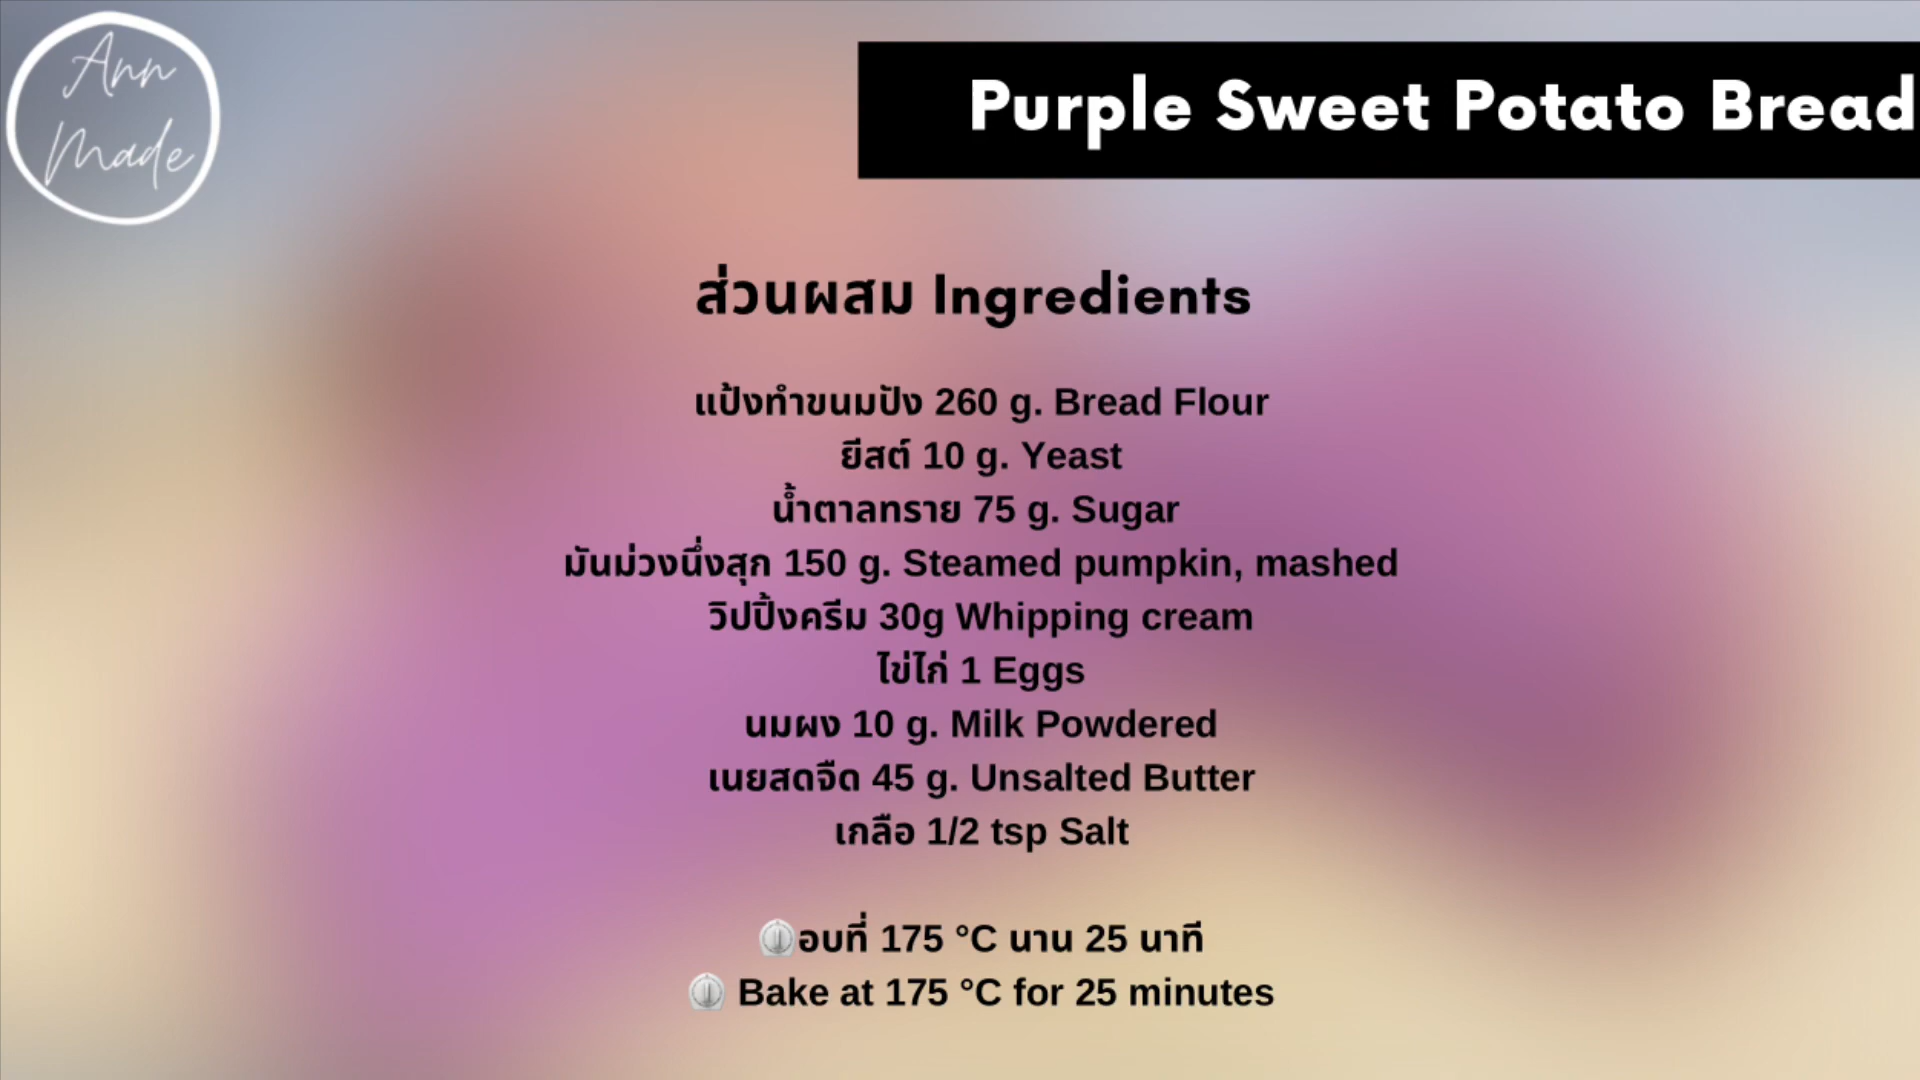 Ann
Made
Purple Sweet Potato Bread
ส่วนผสม Ingredients
แป้งทำขนมปัง 260 g. Bread Flour
ยีสต์ 10 g. Yeast
น้ำตาลทราย 75 g. Sugar
มันม่วงนึ่งสุก 150 g. Steamed pumpkin, mashed
วิปปิ้งครีม 30g Whipping cream
ไข่ไก่ 1 Eggs
นมผง 10 g. Milk Powdered
เนยสดจืด 45 g. Unsalted Butter
เกลือ 1/2 tsp Salt
อบที่ 175 °C นาน 25 นาที
Bake at 175 °C for 25 minutes